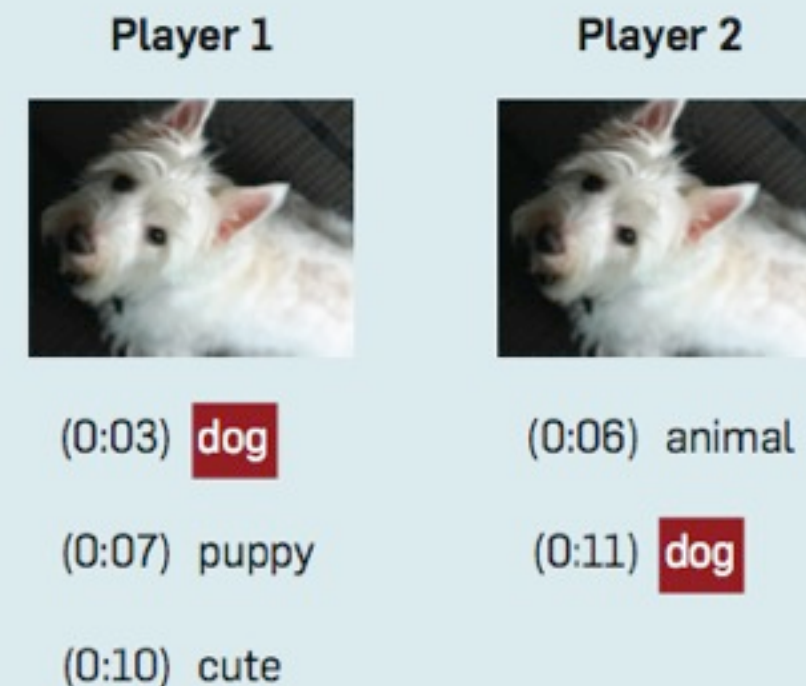 Player 1
Player 2
(0:03) dog
(0:06) animal
(0:07) puppy
(0:11) dog
(0:10) cute